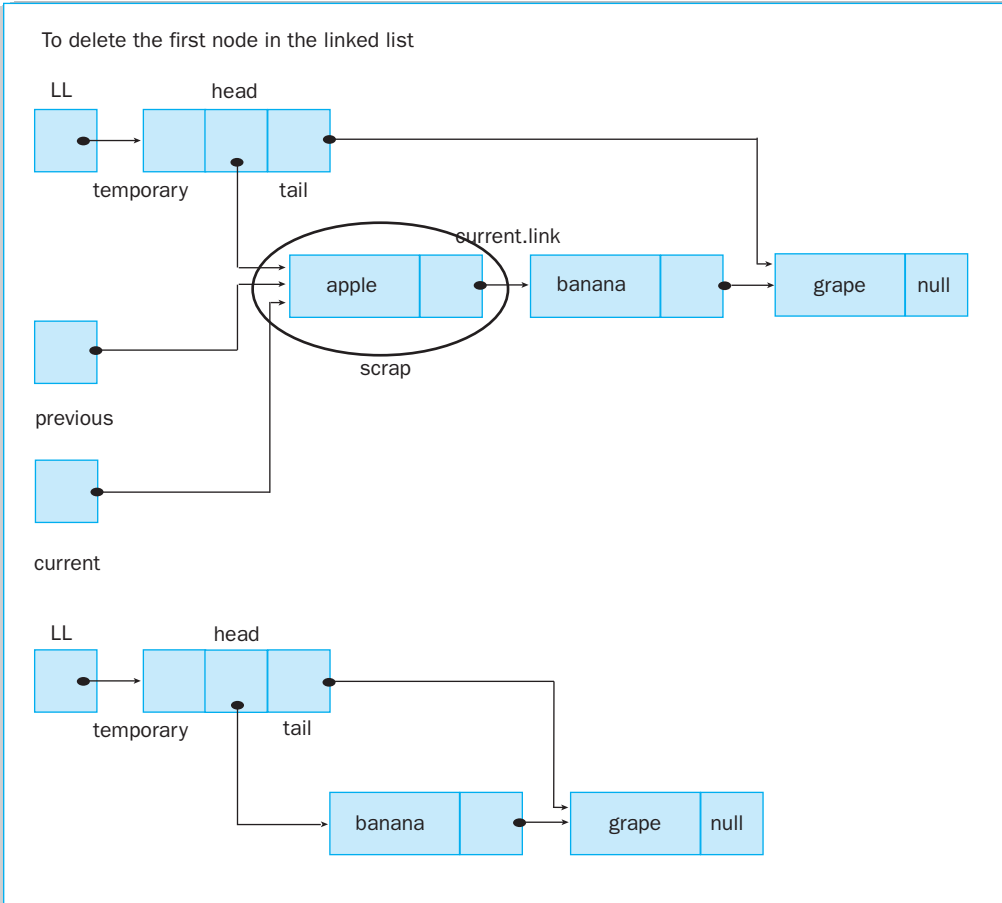 To delete the first node in the linked list
LL
head
temporary
tail
current.link
apple
banana
grape
null
scrap
previous
current
LL
head
temporary
tail
banana
grape
null